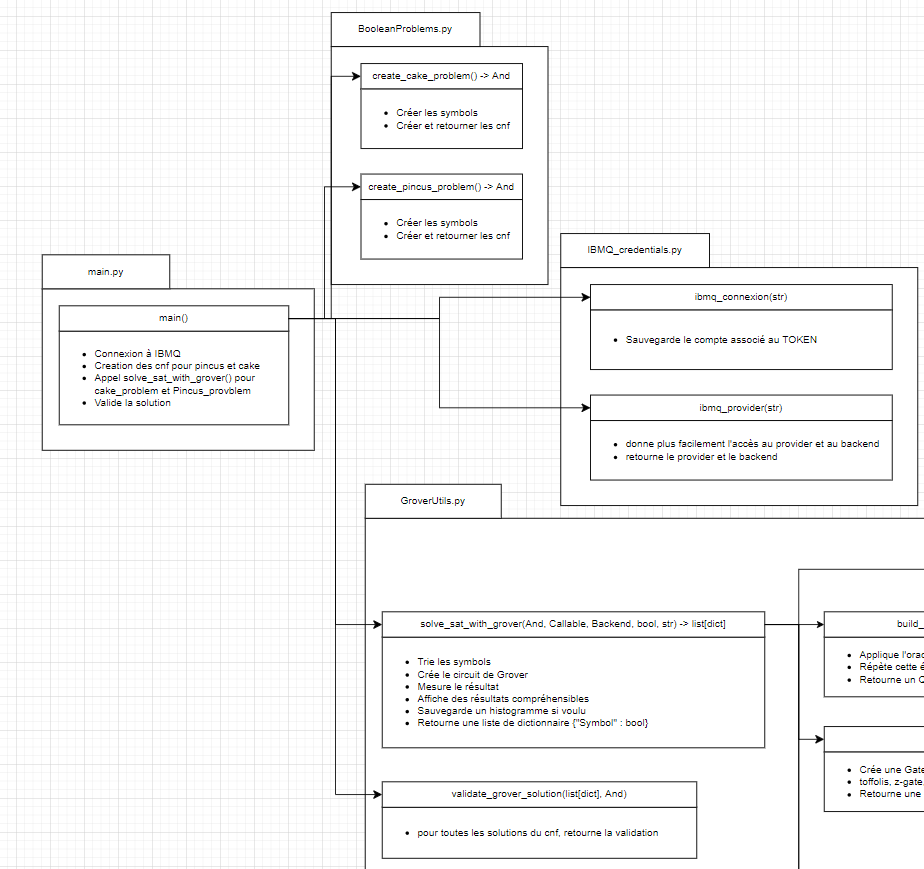 BooleanProblems.py
create_cake_problem() -> And
Créer les symbols
Créer et retourner les cnf
create_pincus_problem() -> And
Créer les symbols
Créer et retourner les cnf
IBMQ_credentials.py
ibmq_connexion(str)
Sauvegarde le compte associé au TOKEN
ibmq_provider(str)
donne plus facilement l'accès au provider et au backend
retourne le provider et le backend
main.py
main()
Connexion à IBMQ
Creation des cnf pour pincus et cake
Appel solve_sat_with_grover() pour
cake_problem et Pincus_provblem
Valide la solution
GroverUtils.py
solve_sat_with_grover(And, Callable, Backend, bool, str) -> list[dict]
Trie les symbols
Crée le circuit de Grover
Mesure le résultat
Affiche des résultats compréhensibles
Sauvegarde un histogramme si voulu
Retourne une liste de dictionnaire {"Symbol" : bool}
validate_grover_solution(list[dict], And)
pour toutes les solutions du cnf, retourne la validation
build_
Applique l'orac
Répète cette é
Retourne un
Crée une Gate
toffolis, z-gate
Retourne une